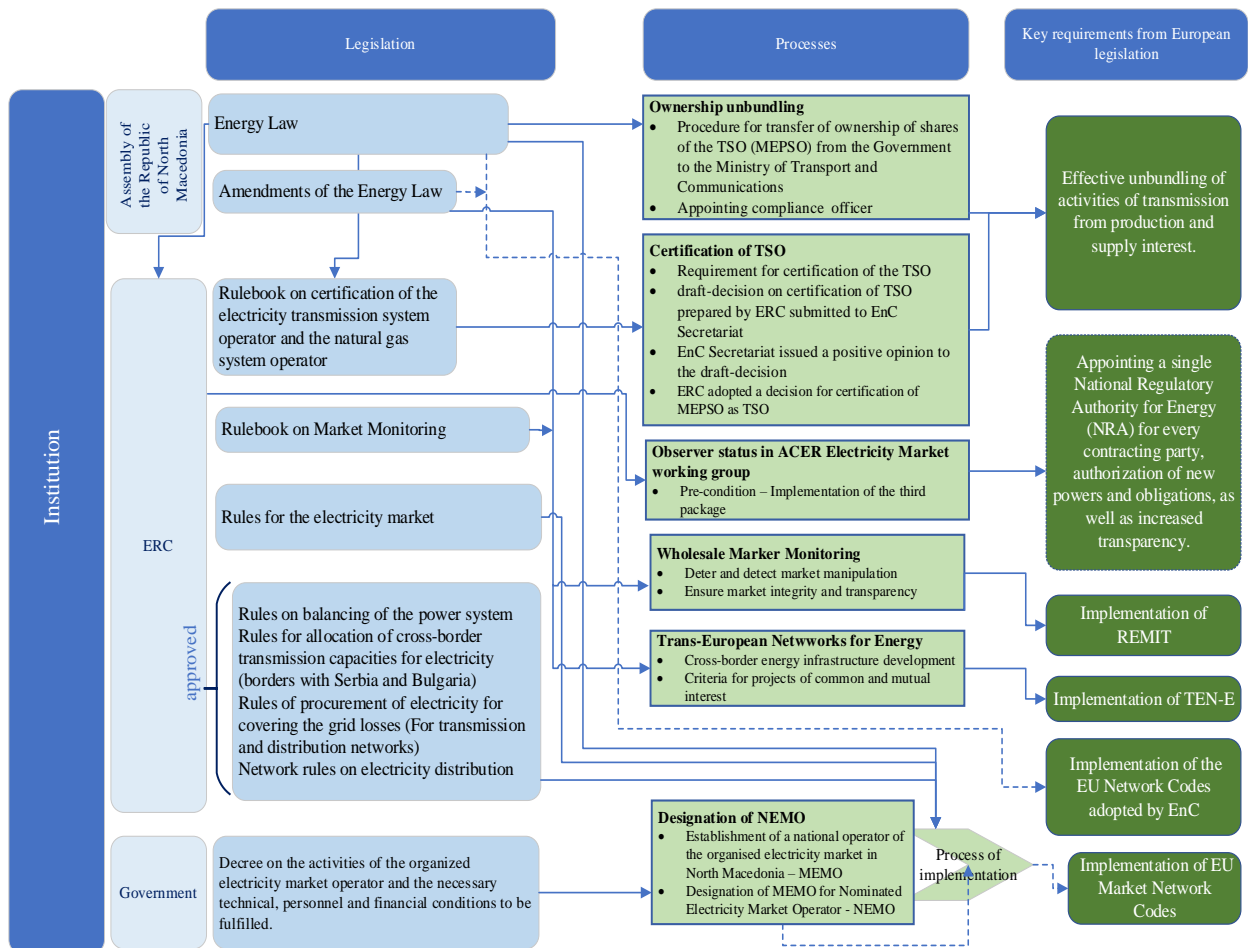 Legislation
Processes
Key requirements from European
legislation
Institution
Assembly of
the Republic
of North
Macedonia
Energy Law
Amendments of the Energy Law
Ownership unbundling
• Procedure for transfer of ownership of shares
of the TSO (MEPSO) from the Government
to the Ministry of Transport and
Communications
• Appointing compliance officer
Effective unbundling of
activities of transmission
from production and
supply interest.
ERC
Rulebook on certification of the
electricity transmission system
operator and the natural gas
system operator
Certification of TSO
• Requirement for certification of the TSO
• draft-decision on certification of TSO
prepared by ERC submitted to EnC
Secretariat
• EnC Secretariat issued a positive opinion to
the draft-decision
• ERC adopted a decision for certification of
MEPSO as TSO
Rulebook on Market Monitoring
Observer status in ACER Electricity Market
working group
• Pre-condition – Implementation of the third
package
Appointing a single
National Regulatory
Authority for Energy
(NRA) for every
contracting party,
authorization of new
powers and obligations, as
well as increased
transparency.
Rules for the electricity market
Wholesale Marker Monitoring
• Deter and detect market manipulation
• Ensure market integrity and transparency
Implementation of
REMIT
approved
Rules on balancing of the power system
Rules for allocation of cross-border
transmission capacities for electricity
(borders with Serbia and Bulgaria)
Rules of procurement of electricity for
covering the grid losses (For transmission
and distribution networks)
Network rules on electricity distribution
Trans-European Netwworks for Energy
• Cross-border energy infrastructure development
• Criteria for projects of common and mutual
interest
Implementation of TEN-E
Implementation of the
EU Network Codes
adopted by EnC
Government
Decree on the activities of the organized
electricity market operator and the necessary
technical, personnel and financial conditions to be
fulfilled.
Designation of NEMO
• Establishment of a national operator of
the organised electricity market in
North Macedonia – MEMO
• Designation of MEMO for Nominated
Electricity Market Operator - NEMO
Process of
implementation
Implementation of EU
Market Network
Codes